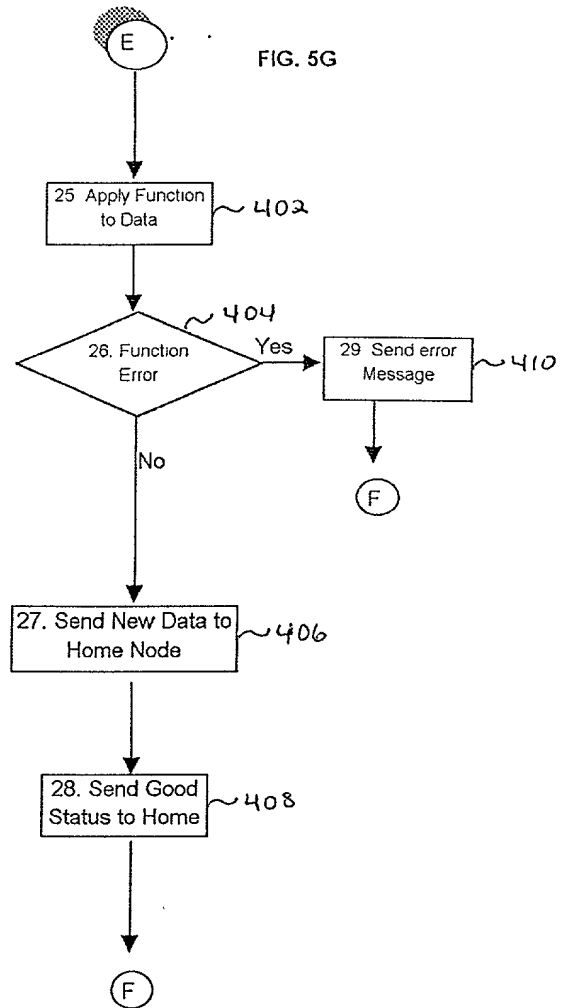 E
FIG. 5G
25 Apply Function
to Data
402
404
26. Function
Error
Yes
29 Send error
Message
410
F
No
27. Send New Data to
Home Node
406
28. Send Good
Status to Home
408
F